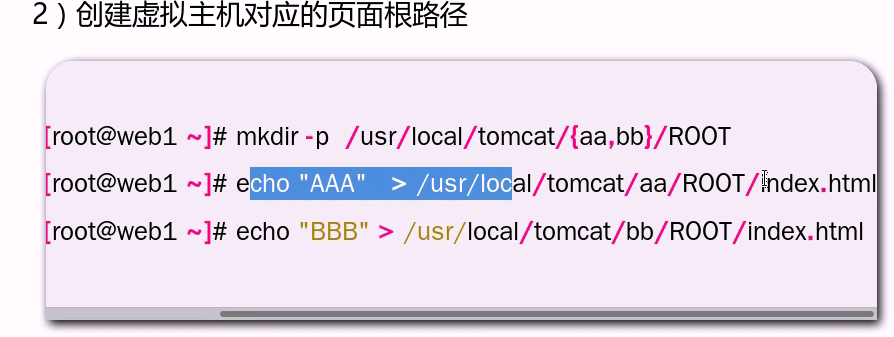 2）创建虚拟主机对应的页面根路径
[root@web1 ~]# mkdir -p /usr/local/tomcat/{aa,bb}/ROOT
[root@web1 ~]# echo "AAA" > /usr/local/tomcat/aa/ROOT/index.html
[root@web1 ~]# echo "BBB" > /usr/local/tomcat/bb/ROOT/index.html